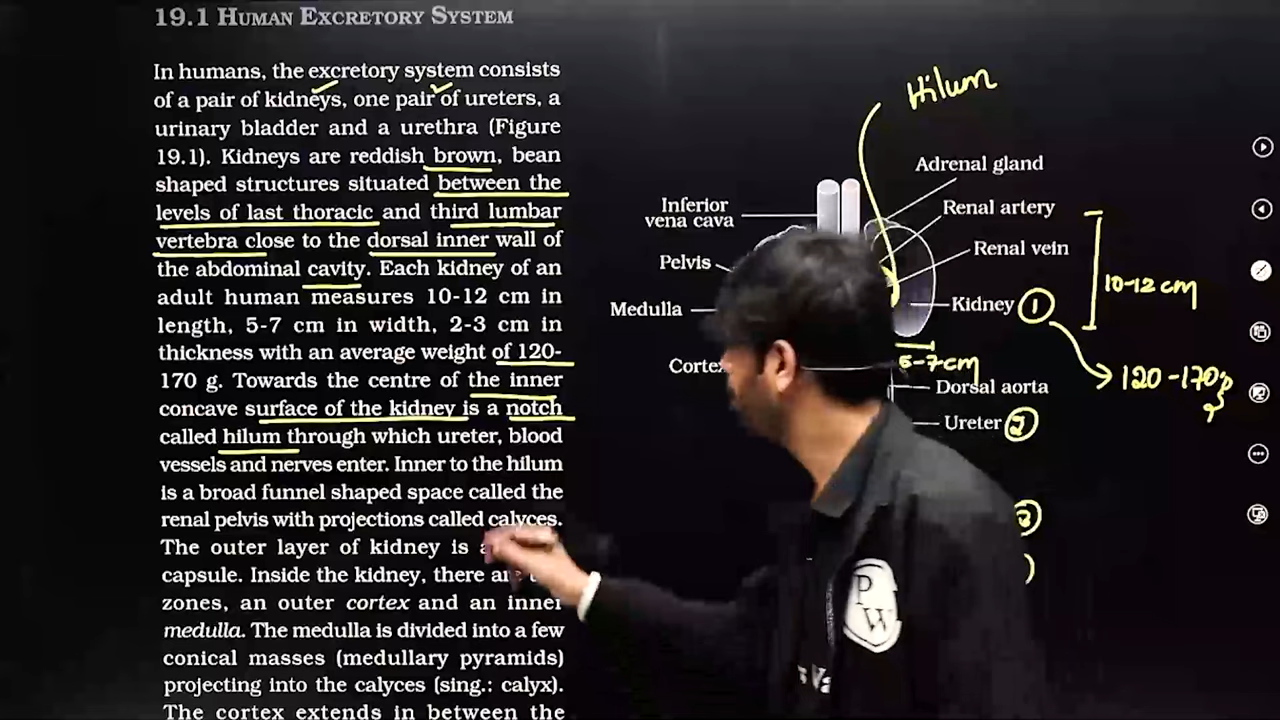 19.1 HUMAN EXCRETORY SYSTEM
In humans, the excretory system consists
of a pair of kidneys, one pair of ureters, a
urinary bladder and a urethra (Figure
19.1). Kidneys are reddish brown, bean
shaped structures situated between the
levels of last thoracic and third lumbar
vertebra close to the dorsal inner wall of
the abdominal cavity. Each kidney of an
adult human measures 10-12 cm in
length, 5-7 cm in width, 2-3 cm in
thickness with an average weight of 120-
170 g. Towards the centre of the inner
concave surface of the kidney is a notch
called hilum through which ureter, blood
vessels and nerves enter. Inner to the hilum
is a broad funnel shaped space called the
renal pelvis with projections called calyces.
The outer layer of kidney is
capsule. Inside the kidney, there
zones, an outer cortex and an inner
medulla. The medulla is divided into a few
conical masses (medullary pyramids)
projecting into the calyces (sing.: calyx).
The cortex extends in between the
Hilum
Adrenal gland
Inferior
vena cava
Renal artery
Renal vein
Pelvis
10-12 cm
Medulla
Kidney 1
5-7 cm
Cortex
120-170g
Dorsal aorta
Ureter 2
3
P
W